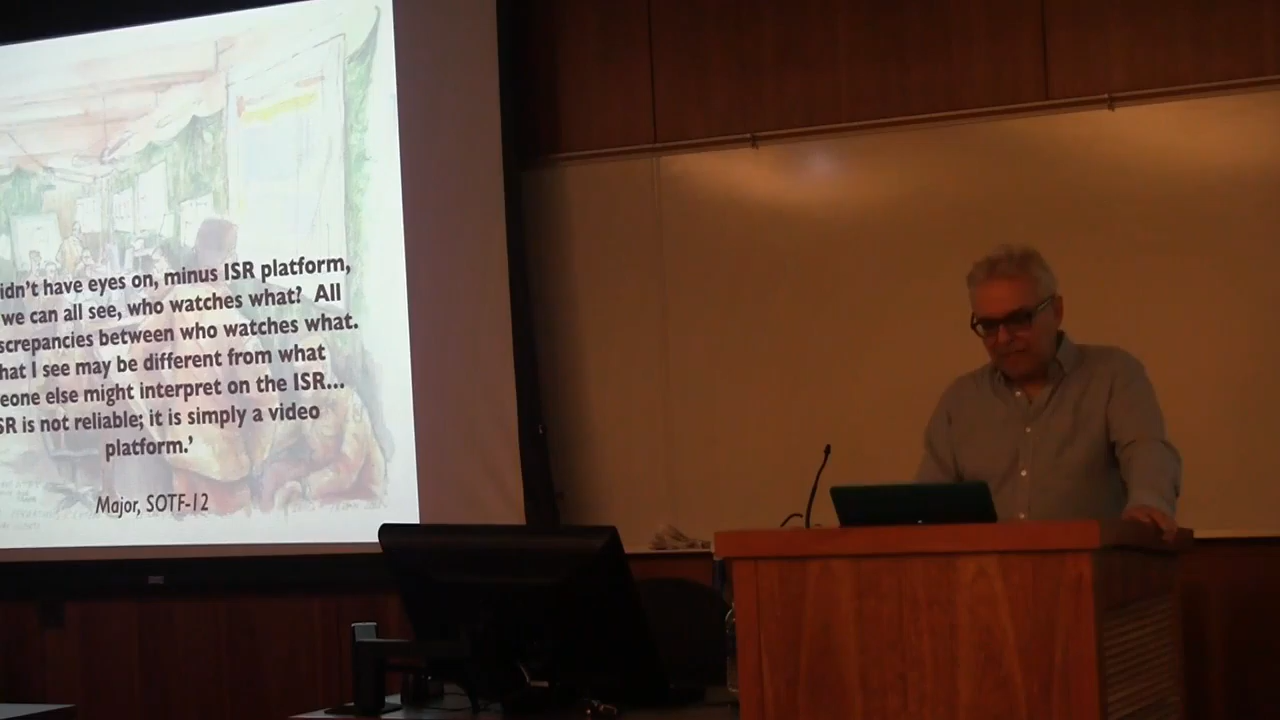 idn't have eyes on, minus ISR platform,
we can all see, who watches what? All
screpancies between who watches what.
hat I see may be different from what
eone else might interpret on the ISR...
SR is not reliable; it is simply a video
platform.'
Major, SOTF-12